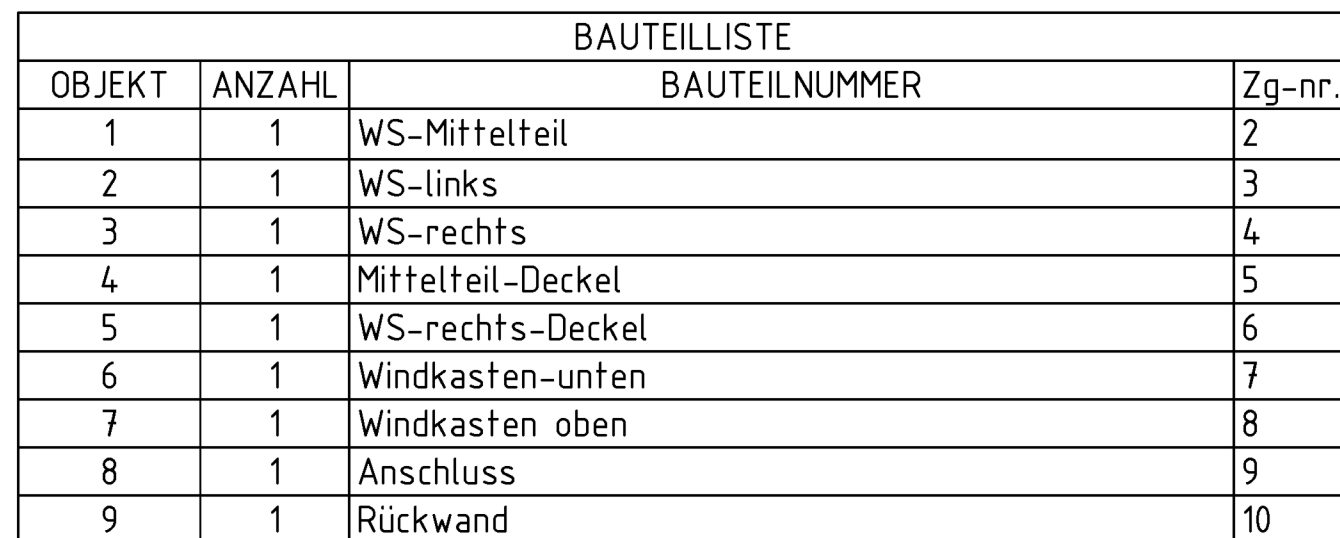 BAUTEILLISTE
OBJEKT ANZAHL BAUTEILNUMMER Zg-nr.
1 1 WS-Mittelteil 2
2 1 WS-links 3
3 1 WS-rechts 4
4 1 Mittelteil-Deckel 5
5 1 WS-rechts-Deckel 6
6 1 Windkasten-unten 7
7 1 Windkasten oben 8
8 1 Anschluss 9
9 1 Rückwand 10